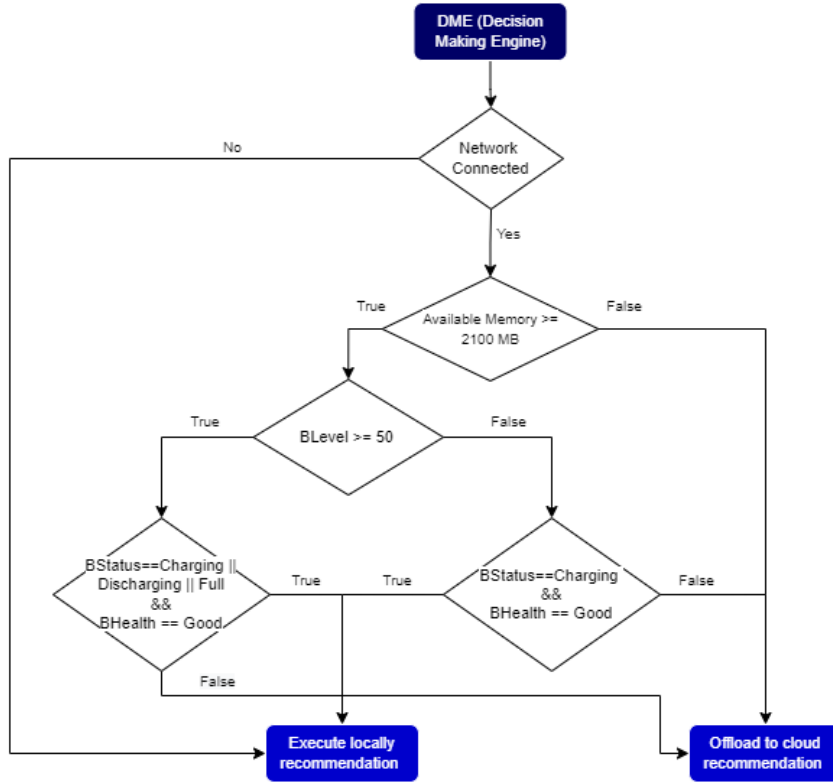 DME (Decision
Making Engine)
No
Network
Connected
Yes
True
False
Available Memory >=
2100 MB
True
False
BLevel >= 50
BStatus==Charging ||
Discharging || Full
&&
BHealth == Good
True
True
BStatus==Charging
&&
BHealth == Good
False
False
Execute locally
recommendation
Offload to cloud
recommendation